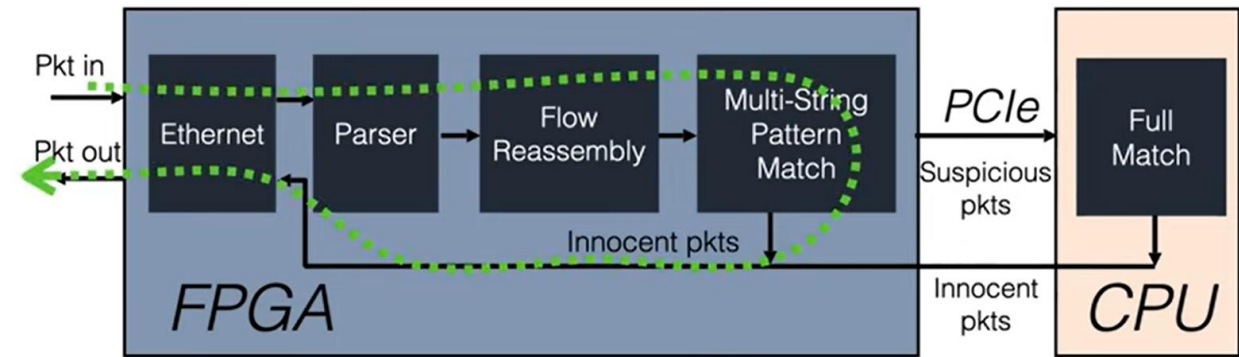 Pkt in
Pkt out
Ethernet
Parser
Flow
Reassembly
Multi-String
Pattern
Match
Innocent pkts
FPGA
PCIe
Suspicious
pkts
Innocent
pkts
Full
Match
CPU